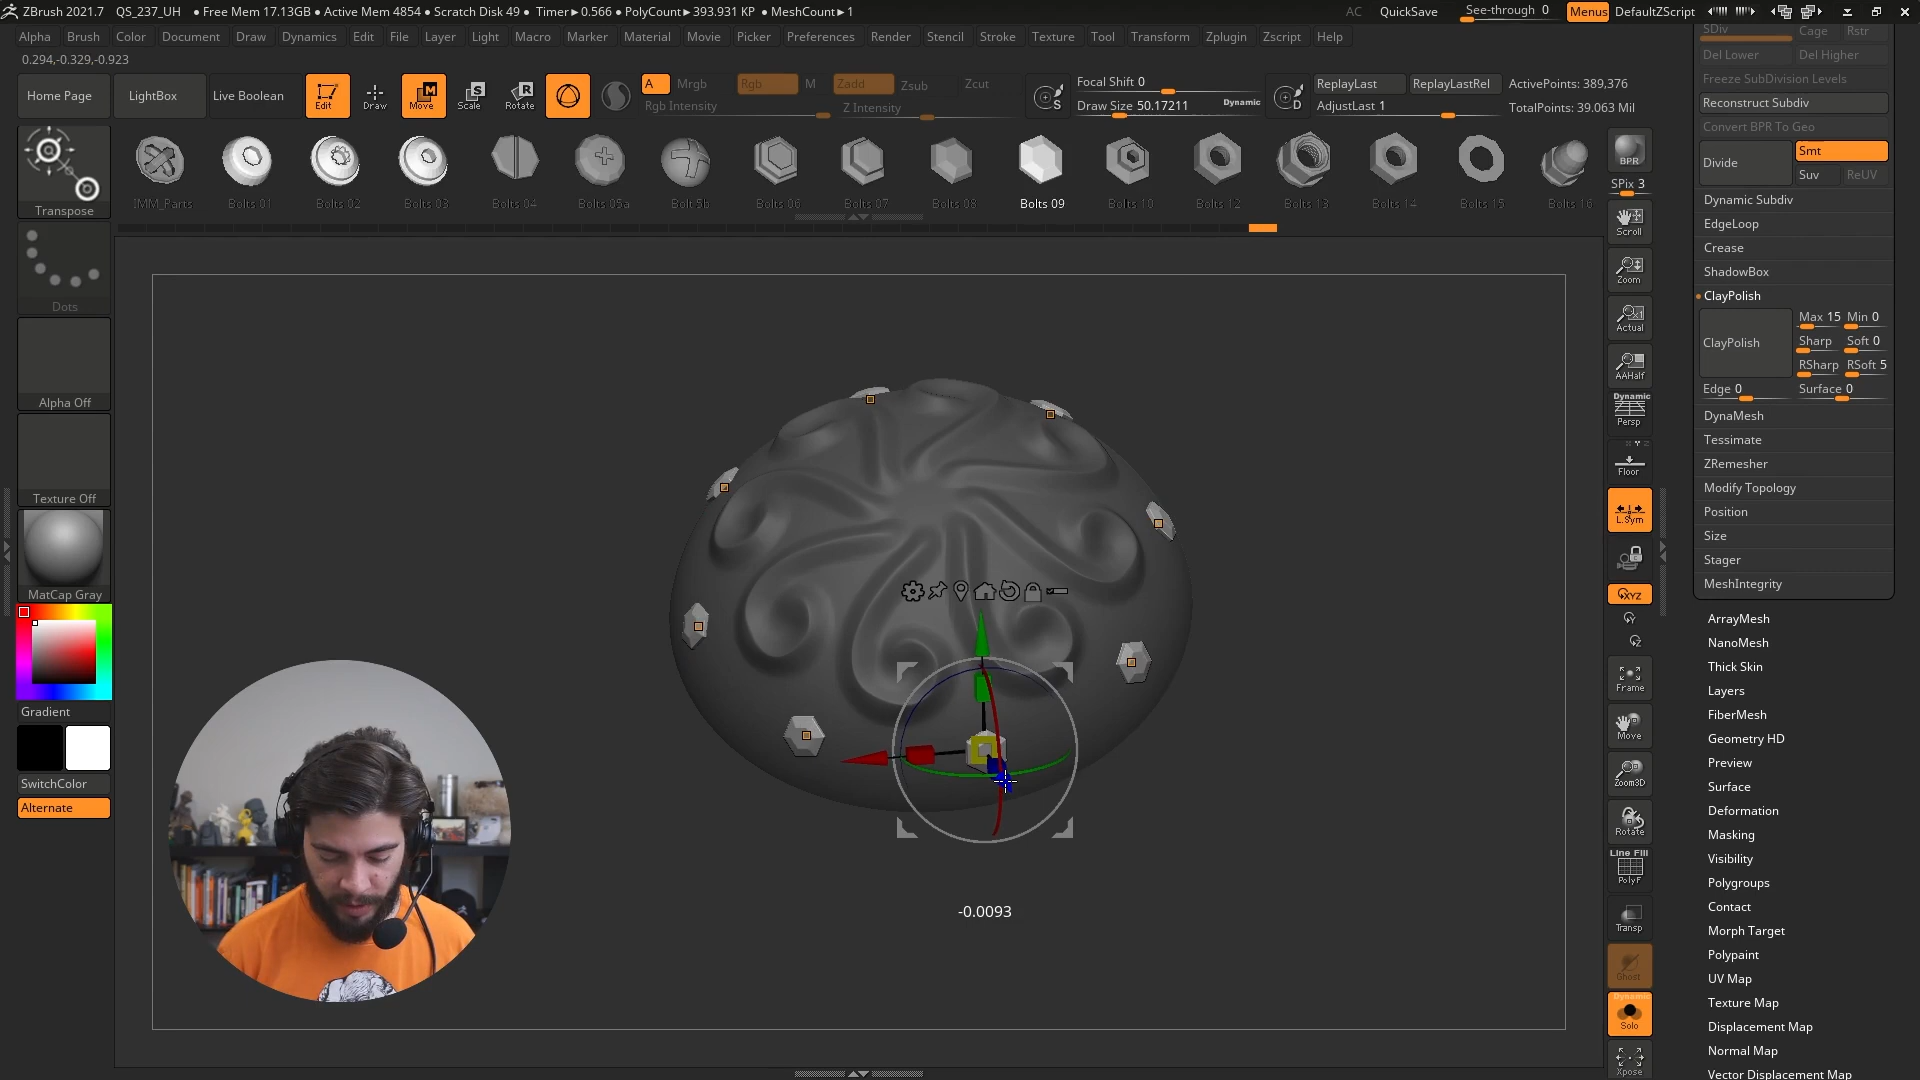 ZBrush 2021.7 QS_237_UH ● Free Mem 17.13GB ● Active Mem 4854 ● Scratch Disk 49 ● Timer►0.566 ● PolyCount►393.931 KP ● MeshCount►1 AC QuickSave See-through 0 Menus DefaultZScript
Alpha Brush Color Document Draw Dynamics Edit File Layer Light Macro Marker Material Movie Picker Preferences Render Stencil Stroke Texture Tool Transform Zplugin Zscript Help
0.294,-0.329,-0.923
Home Page LightBox Live Boolean Edit Draw Move Scale Rotate
A Mrgb Rgb M Zadd Zsub Zcut
Rgb Intensity Z Intensity
Focal Shift 0
Draw Size 50.17211 Dynamic
ReplayLast ReplayLastRel ActivePoints: 389,376
AdjustLast 1 TotalPoints: 39.063 Mil
IMM_Parts Bolts 01 Bolts 02 Bolts 03 Bolts 04 Bolts 05a Bolt 5b Bolts 06 Bolts 07 Bolts 08 Bolts 09 Bolts 10 Bolts 12 Bolts 13 Bolts 14 Bolts 15 Bolts 16
Transpose
Dots
Alpha Off
Texture Off
MatCap Gray
Gradient
SwitchColor
Alternate
-0.0093
BPR
SPix 3
Scroll
Zoom
Actual
AAHalf
Dynamic
Persp
Floor
L.Sym
XYZ
Frame
Move
Zoom3D
Rotate
Line Fill
PolyF
Transp
Ghost
Dynamic
Solo
Xpose
SDiv Cage Rstr
Del Lower Del Higher
Freeze SubDivision Levels
Reconstruct Subdiv
Convert BPR To Geo
Divide Smt
Suv ReUV
Dynamic Subdiv
EdgeLoop
Crease
ShadowBox
ClayPolish
ClayPolish Max 15 Min 0
Sharp Soft 0
RSharp RSoft 5
Edge 0 Surface 0
DynaMesh
Tessimate
ZRemesher
Modify Topology
Position
Size
Stager
MeshIntegrity
ArrayMesh
NanoMesh
Thick Skin
Layers
FiberMesh
Geometry HD
Preview
Surface
Deformation
Masking
Visibility
Polygroups
Contact
Morph Target
Polypaint
UV Map
Texture Map
Displacement Map
Normal Map
Vector Displacement Map